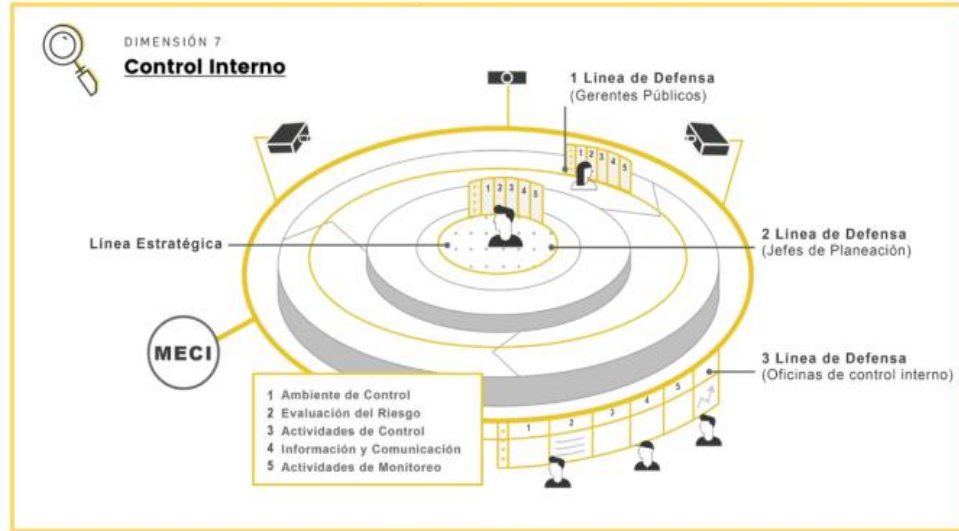 DIMENSIÓN 7
Control Interno
1 Linea de Defensa
(Gerentes Públicos)
1 2 3 4 5
1 2 3 4 5
Línea Estratégica
2 Linea de Defensa
(Jefes de Planeación)
MECI
3 Linea de Defensa
(Oficinas de control interno)
1 Ambiente de Control
2 Evaluación del Riesgo
3 Actividades de Control
4 Información y Comunicación
5 Actividades de Monitoreo
1 2 3 4 5